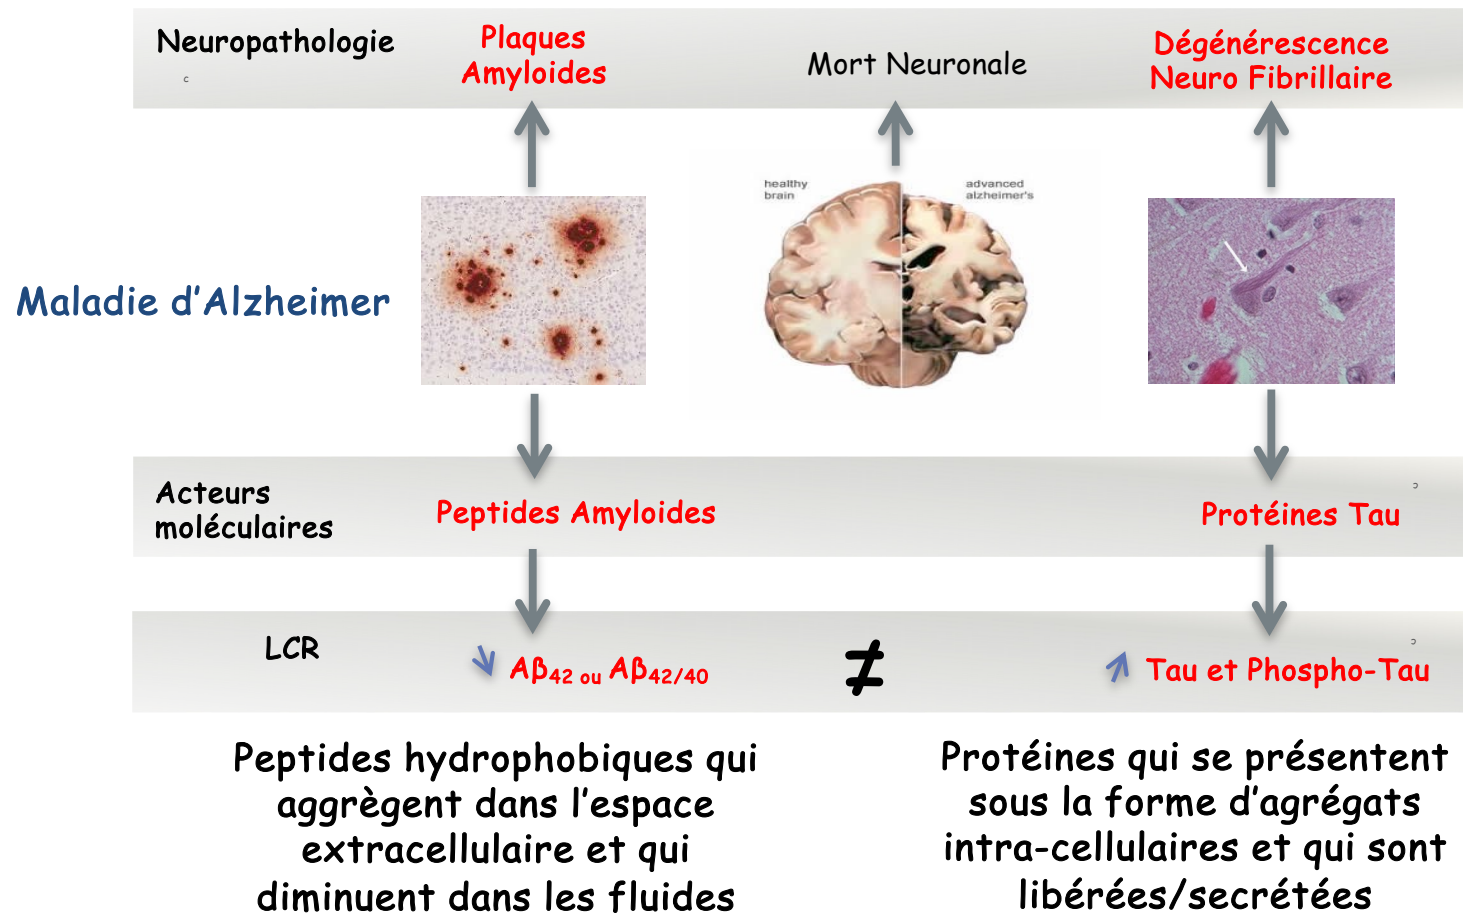 Neuropathologie
c
Plaques
Amyloides
Mort Neuronale
Dégénérescence
Neuro Fibrillaire
healthy
brain
advanced
alzheimer's
Maladie d’Alzheimer
Acteurs
moléculaires
Peptides Amyloides
Protéines Tau
ɔ
LCR
Aβ42 ou Aβ42/40
≠
Tau et Phospho-Tau
ɔ
Peptides hydrophobiques qui
aggrègent dans l’espace
extracellulaire et qui
diminuent dans les fluides
Protéines qui se présentent
sous la forme d’agrégats
intra-cellulaires et qui sont
libérées/secrétées